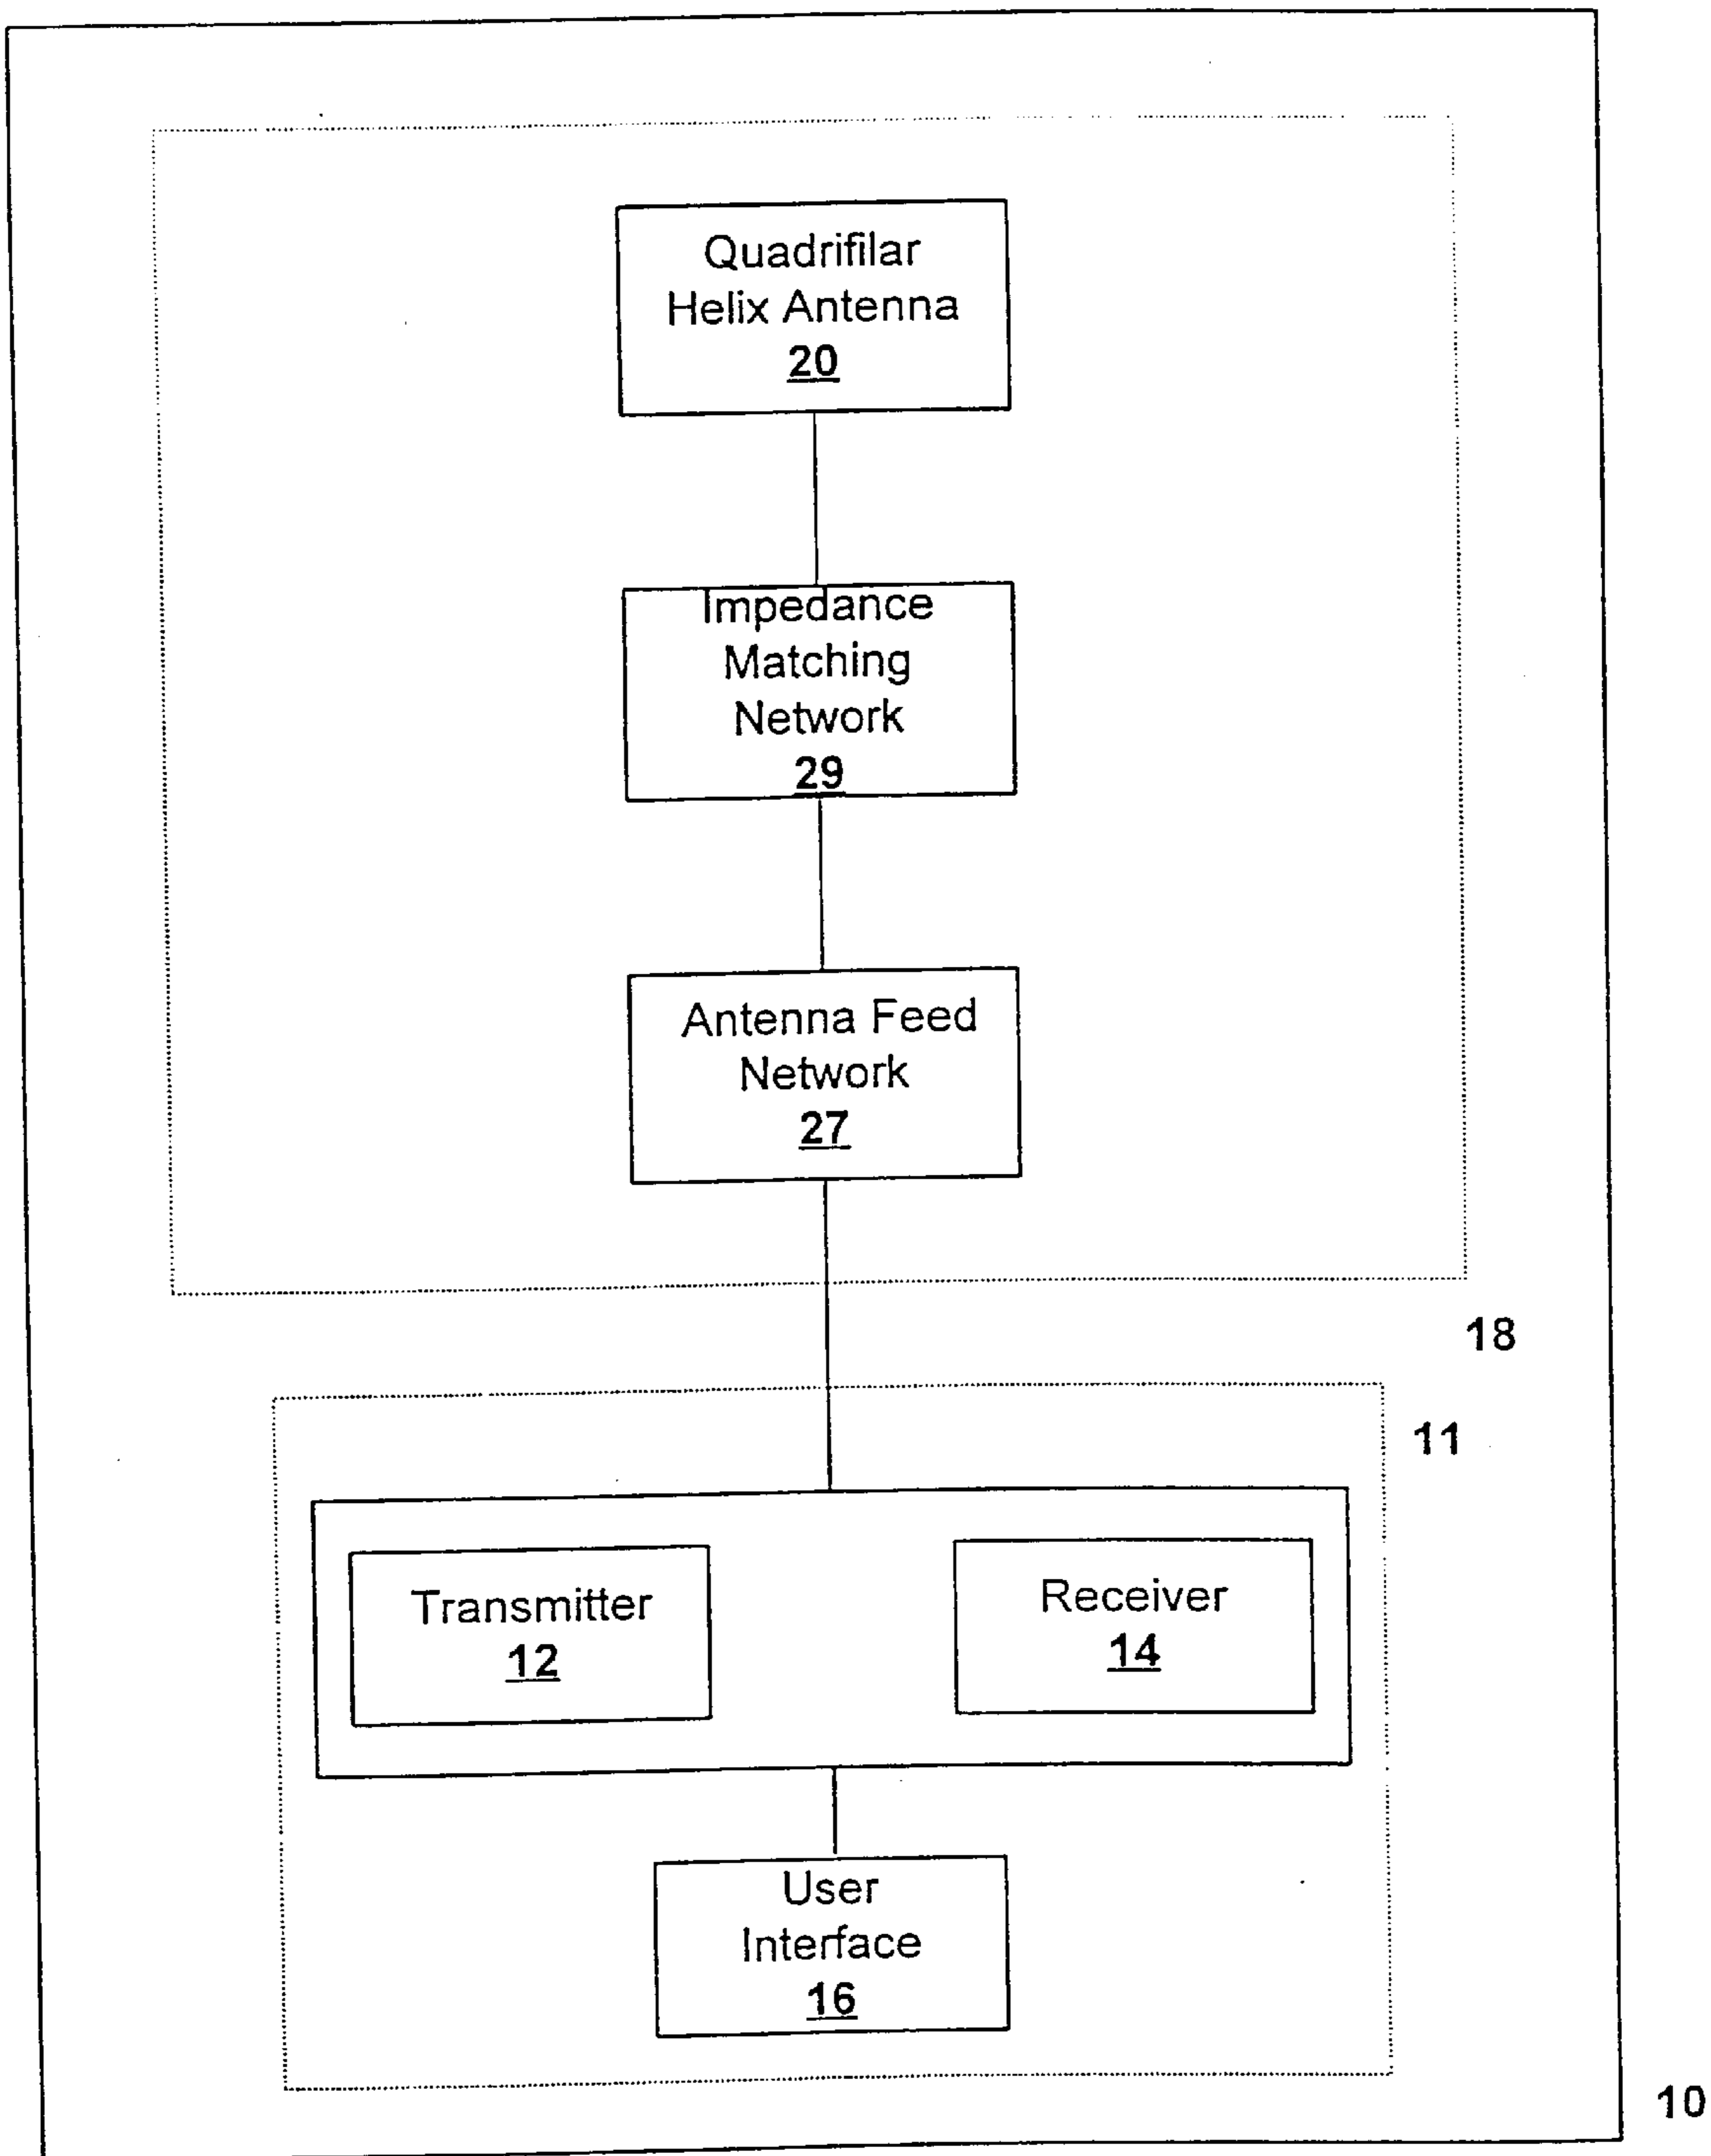 Quadrifilar
Helix Antenna
20
Impedance
Matching
Network
29
Antenna Feed
Network
27
18
11
Transmitter
12
Receiver
14
User
Interface
16
10